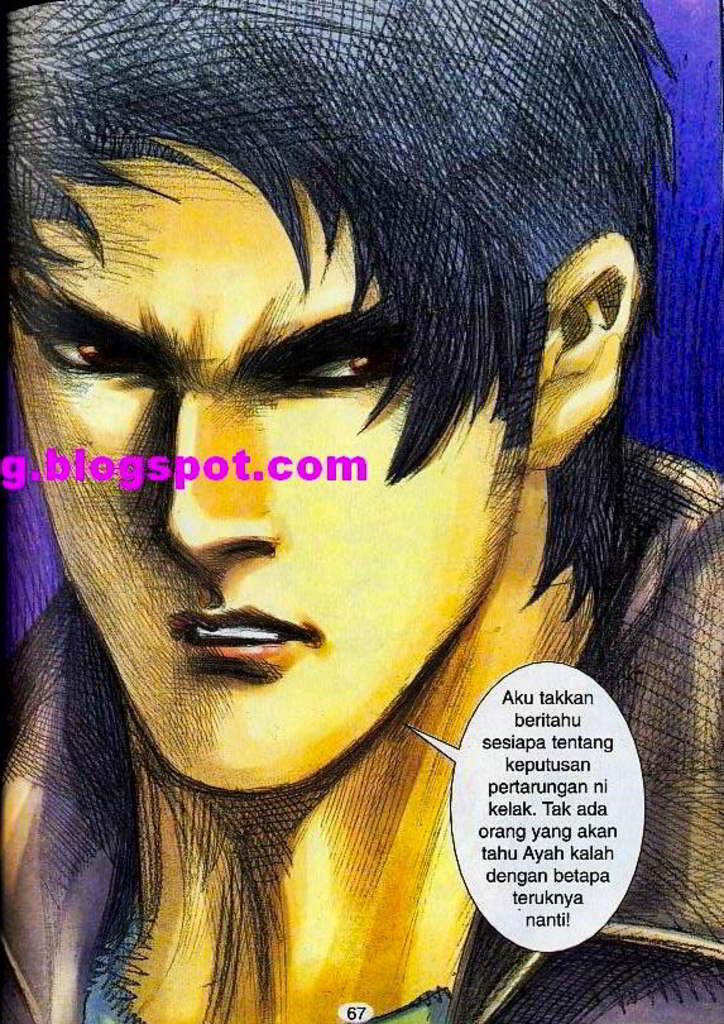 g.blogspot.com
Aku takkan
beritahu
sesiapa tentang
keputusan
pertarungan ni
kelak. Tak ada
orang yang akan
tahu Ayah kalah
dengan betapa
teruknya
nanti!
67